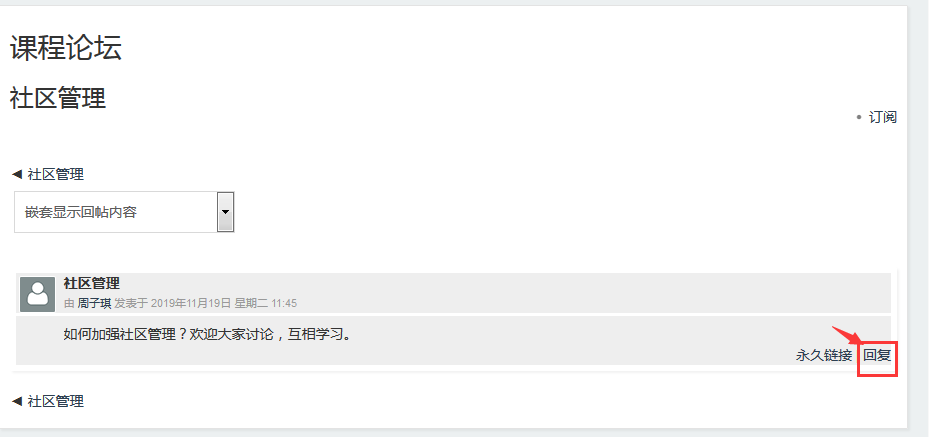 课程论坛
社区管理
• 订阅
◄ 社区管理
嵌套显示回帖内容
社区管理
由 周子琪 发表于 2019年11月19日 星期二 11:45
如何加强社区管理？欢迎大家讨论，互相学习。
永久链接 回复
◄ 社区管理